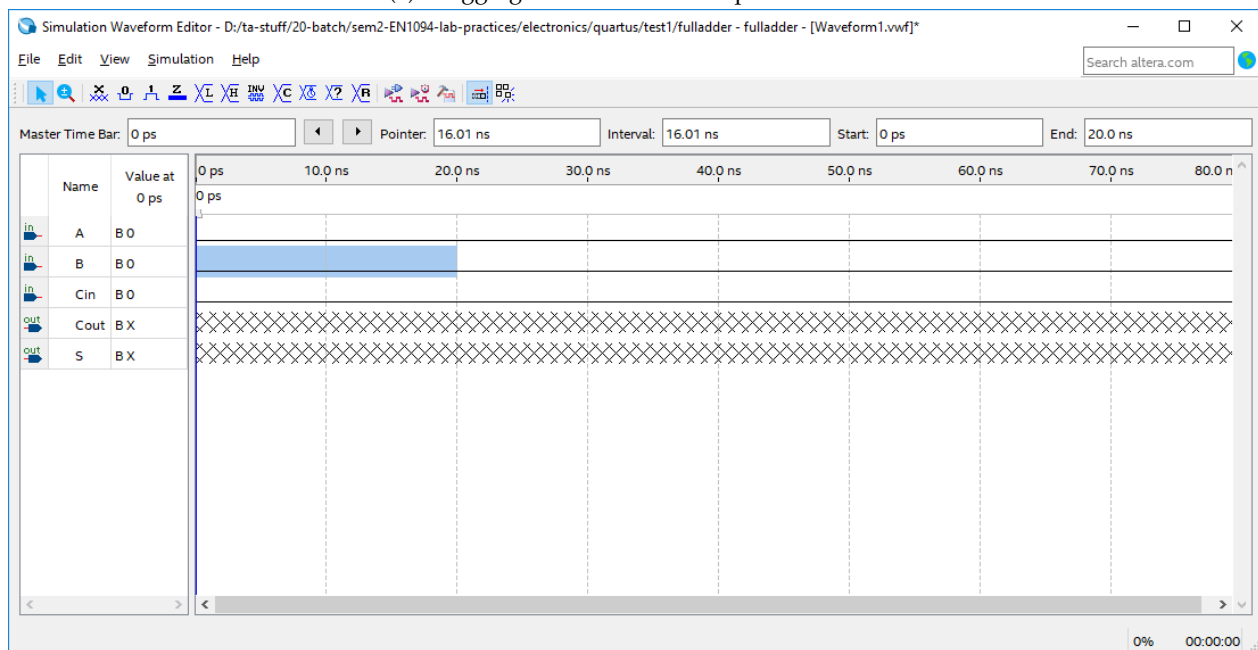 Simulation Waveform Editor - D:/ta-stuff/20-batch/sem2-EN1094-lab-practices/electronics/quartus/test1/fulladder - fulladder - [Waveform1.vwf]*
File Edit View Simulation Help
Search altera.com
Master Time Bar: 0 ps Pointer: 16.01 ns Interval: 16.01 ns Start: 0 ps End: 20.0 ns
Name Value at 0 ps
0 ps 10.0 ns 20.0 ns 30.0 ns 40.0 ns 50.0 ns 60.0 ns 70.0 ns 80.0 n
0 ps
in A B 0
in B B 0
in Cin B 0
out Cout B X
out S B X
0% 00:00:00